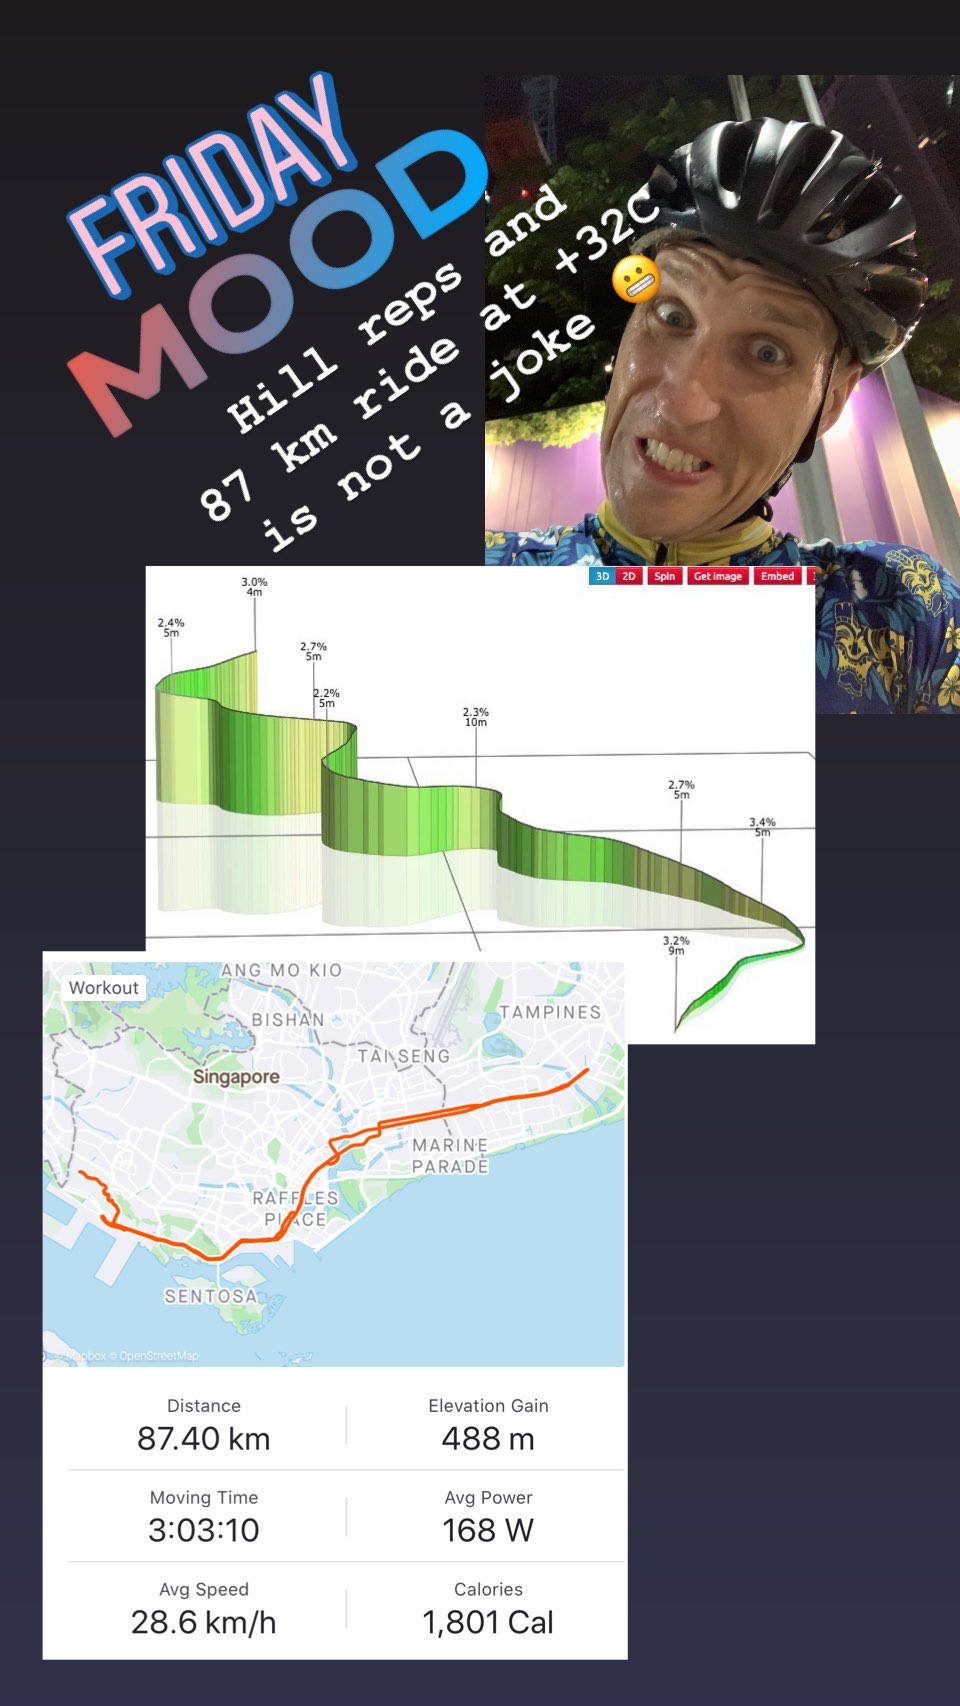 FRIDAY
MOOD
Hill reps and
87 km ride at +32C
is not a joke 😬
3D 2D Spin Get image Embed
3.0%
4m
2.4%
5m
2.7%
5m
2.2%
5m
2.3%
10m
2.7%
5m
3.4%
5m
3.2%
9m
Workout
ANG MO KIO
BISHAN
TAMPINES
TAI SENG
Singapore
MARINE
PARADE
RAFFLES
PLACE
SENTOSA
© Mapbox © OpenStreetMap
Distance
87.40 km
Elevation Gain
488 m
Moving Time
3:03:10
Avg Power
168 W
Avg Speed
28.6 km/h
Calories
1,801 Cal